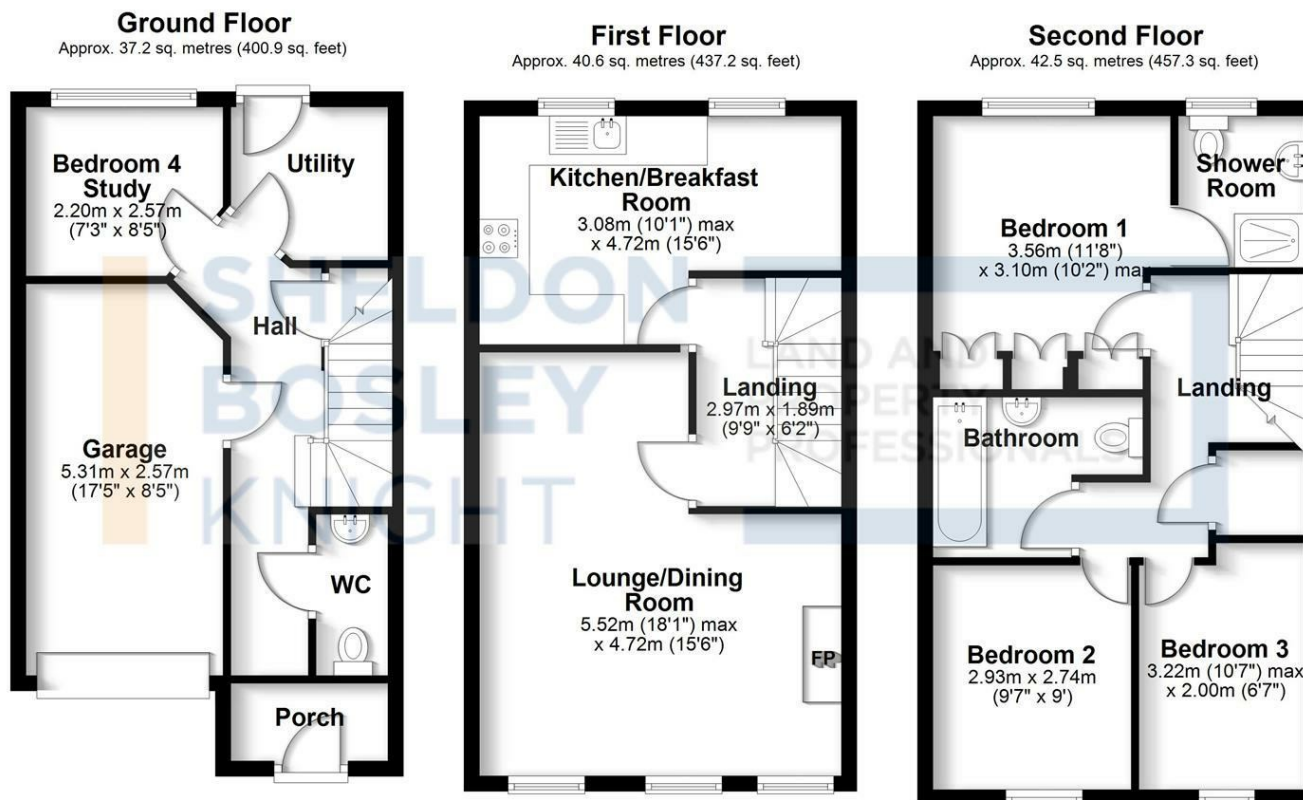 Ground Floor
Approx. 37.2 sq. metres (400.9 sq. feet)
Bedroom 4
Study
2.20m x 2.57m
(7'3" x 8'5")
Utility
Hall
Garage
5.31m x 2.57m
(17'5" x 8'5")
WC
Porch
First Floor
Approx. 40.6 sq. metres (437.2 sq. feet)
Kitchen/Breakfast
Room
3.08m (10'1") max
x 4.72m (15'6")
Landing
2.97m x 1.89m
(9'9" x 6'2")
Lounge/Dining
Room
5.52m (18'1") max
x 4.72m (15'6")
FP
Second Floor
Approx. 42.5 sq. metres (457.3 sq. feet)
Shower
Room
Bedroom 1
3.56m (11'8")
x 3.10m (10'2") max
Landing
Bathroom
Bedroom 2
2.93m x 2.74m
(9'7" x 9')
Bedroom 3
3.22m (10'7") max
x 2.00m (6'7")
SHELDON
BOSLEY
KNIGHT
LAND AND
PROPERTY
PROFESSIONALS